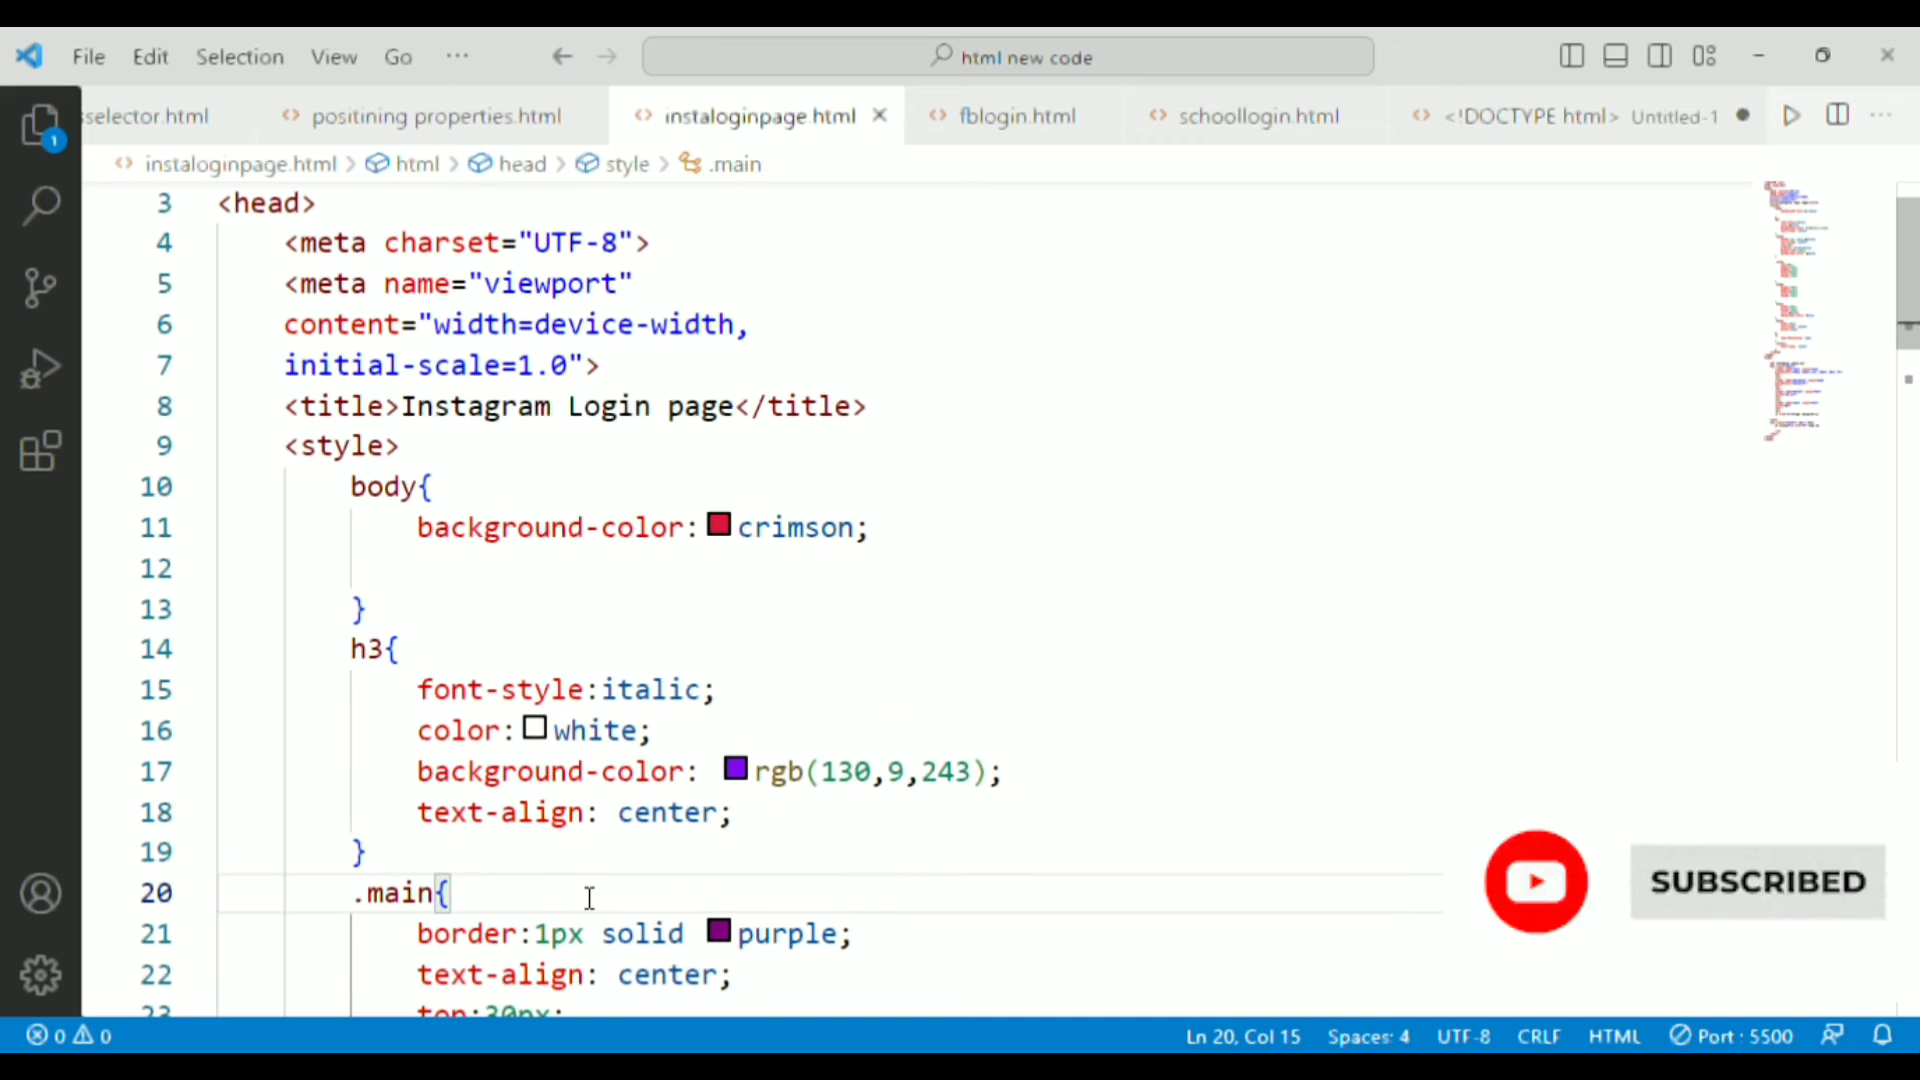 File Edit Selection View Go ··· html new code
selector.html positining properties.html instaloginpage.html fblogin.html schoollogin.html <!DOCTYPE html> Untitled-1
instaloginpage.html > html > head > style > .main
3 <head>
4 <meta charset="UTF-8">
5 <meta name="viewport"
6 content="width=device-width,
7 initial-scale=1.0">
8 <title>Instagram Login page</title>
9 <style>
10 body{
11 background-color: crimson;
12
13 }
14 h3{
15 font-style:italic;
16 color: white;
17 background-color: rgb(130,9,243);
18 text-align: center;
19 }
20 .main{
21 border:1px solid purple;
22 text-align: center;
23 top:30px;
SUBSCRIBED
1
0 0 Ln 20, Col 15 Spaces: 4 UTF-8 CRLF HTML Port : 5500